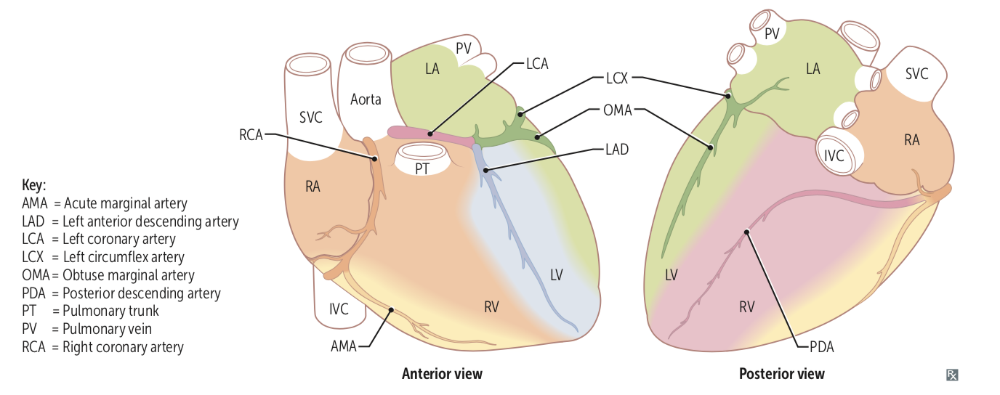 PV
LA
LCA
Aorta
SVC
RCA
PT
RA
LAD
LCX
OMA
LV
RV
IVC
AMA
Anterior view
PV
LA
SVC
RA
IVC
LV
RV
PDA
Posterior view
Key:
AMA = Acute marginal artery
LAD = Left anterior descending artery
LCA = Left coronary artery
LCX = Left circumflex artery
OMA = Obtuse marginal artery
PDA = Posterior descending artery
PT = Pulmonary trunk
PV = Pulmonary vein
RCA = Right coronary artery
Rx